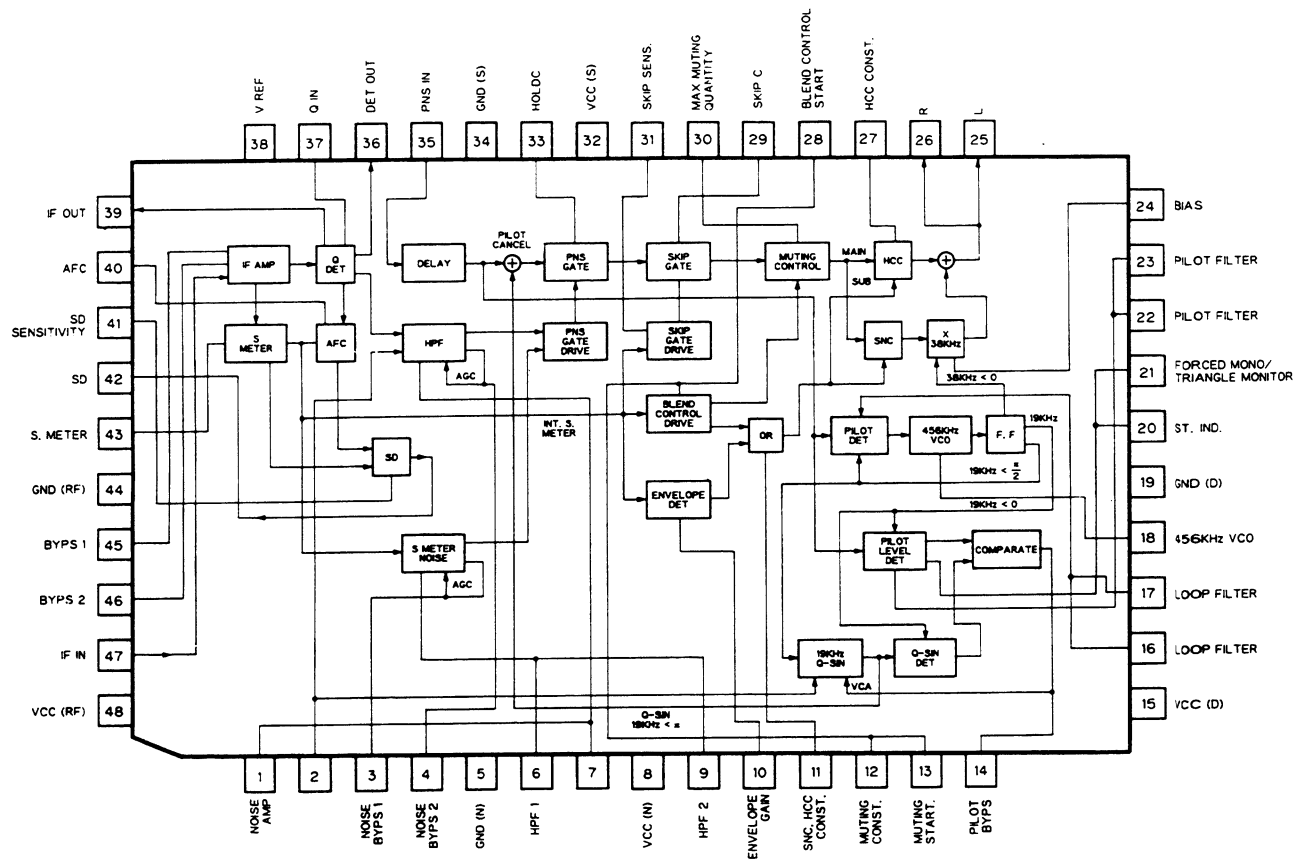 V REF
Q IN
DET OUT
PNS IN
GND (S)
HOLDC
VCC (S)
SKIP SENS.
MAX MUTING
QUANTITY
SKIP C
BLEND CONTROL
START
HCC CONST.
R
L
38
37
36
35
34
33
32
31
30
29
28
27
26
25
IF OUT
39
AFC
40
SD
SENSITIVITY
41
SD
42
S. METER
43
GND (RF)
44
BYPS 1
45
BYPS 2
46
IF IN
47
VCC (RF)
48
24
BIAS
23
PILOT FILTER
22
PILOT FILTER
21
FORCED MONO/
TRIANGLE MONITOR
20
ST. IND.
19
GND (D)
18
456KHz VCO
17
LOOP FILTER
16
LOOP FILTER
15
VCC (D)
IF AMP
Q
DET
DELAY
PILOT
CANCEL
+
PNS
GATE
SKIP
GATE
MUTING
CONTROL
MAIN
SUB
HCC
+
S
METER
AFC
HPF
AGC
PNS
GATE
DRIVE
SKIP
GATE
DRIVE
SNC
X
38KHz
38KHz < 0
BLEND
CONTROL
DRIVE
INT. S.
METER
OR
PILOT
DET
456KHz
VCO
F. F
19KHz
19KHz < π/2
19KHz < 0
SD
ENVELOPE
DET
S METER
NOISE
AGC
PILOT
LEVEL
DET
COMPARATE
19KHz
Q-SIN
VCA
Q-SIN
DET
Q-SIN
19KHz < π
1
2
3
4
5
6
7
8
9
10
11
12
13
14
NOISE
AMP
NOISE
BYPS 1
NOISE
BYPS 2
GND (N)
HPF 1
VCC (N)
HPF 2
ENVELOPE
GAIN
SNC, HCC
CONST.
MUTING
CONST.
MUTING
START.
PILOT
BYPS